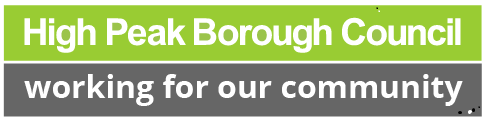 High Peak Borough Council
working for our community